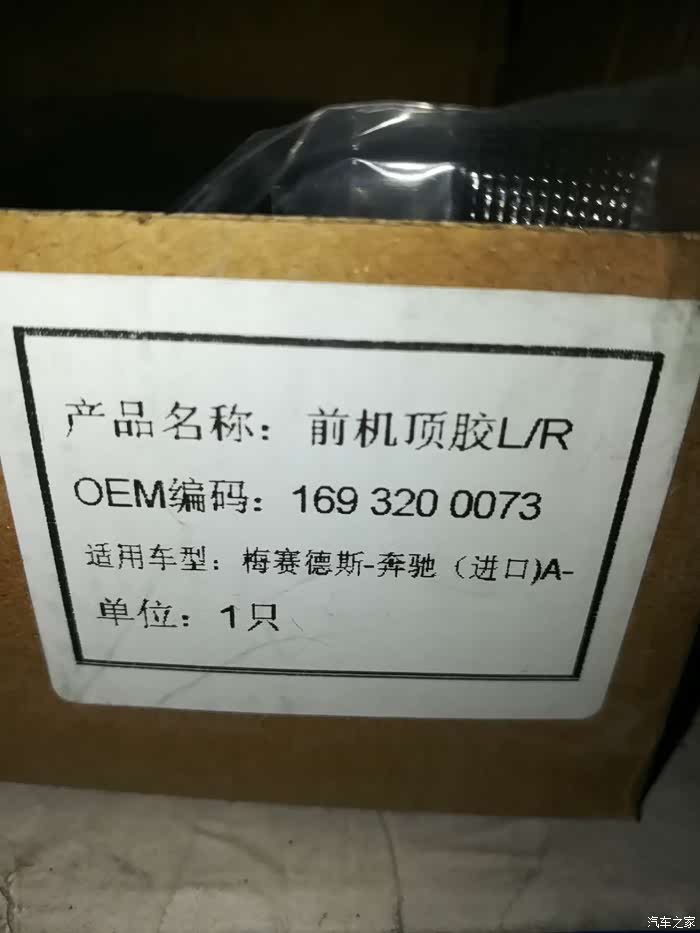 产品名称：前机顶胶L/R
OEM编码：169 320 0073
适用车型：梅赛德斯-奔驰（进口)A-
单位：1只
汽车之家